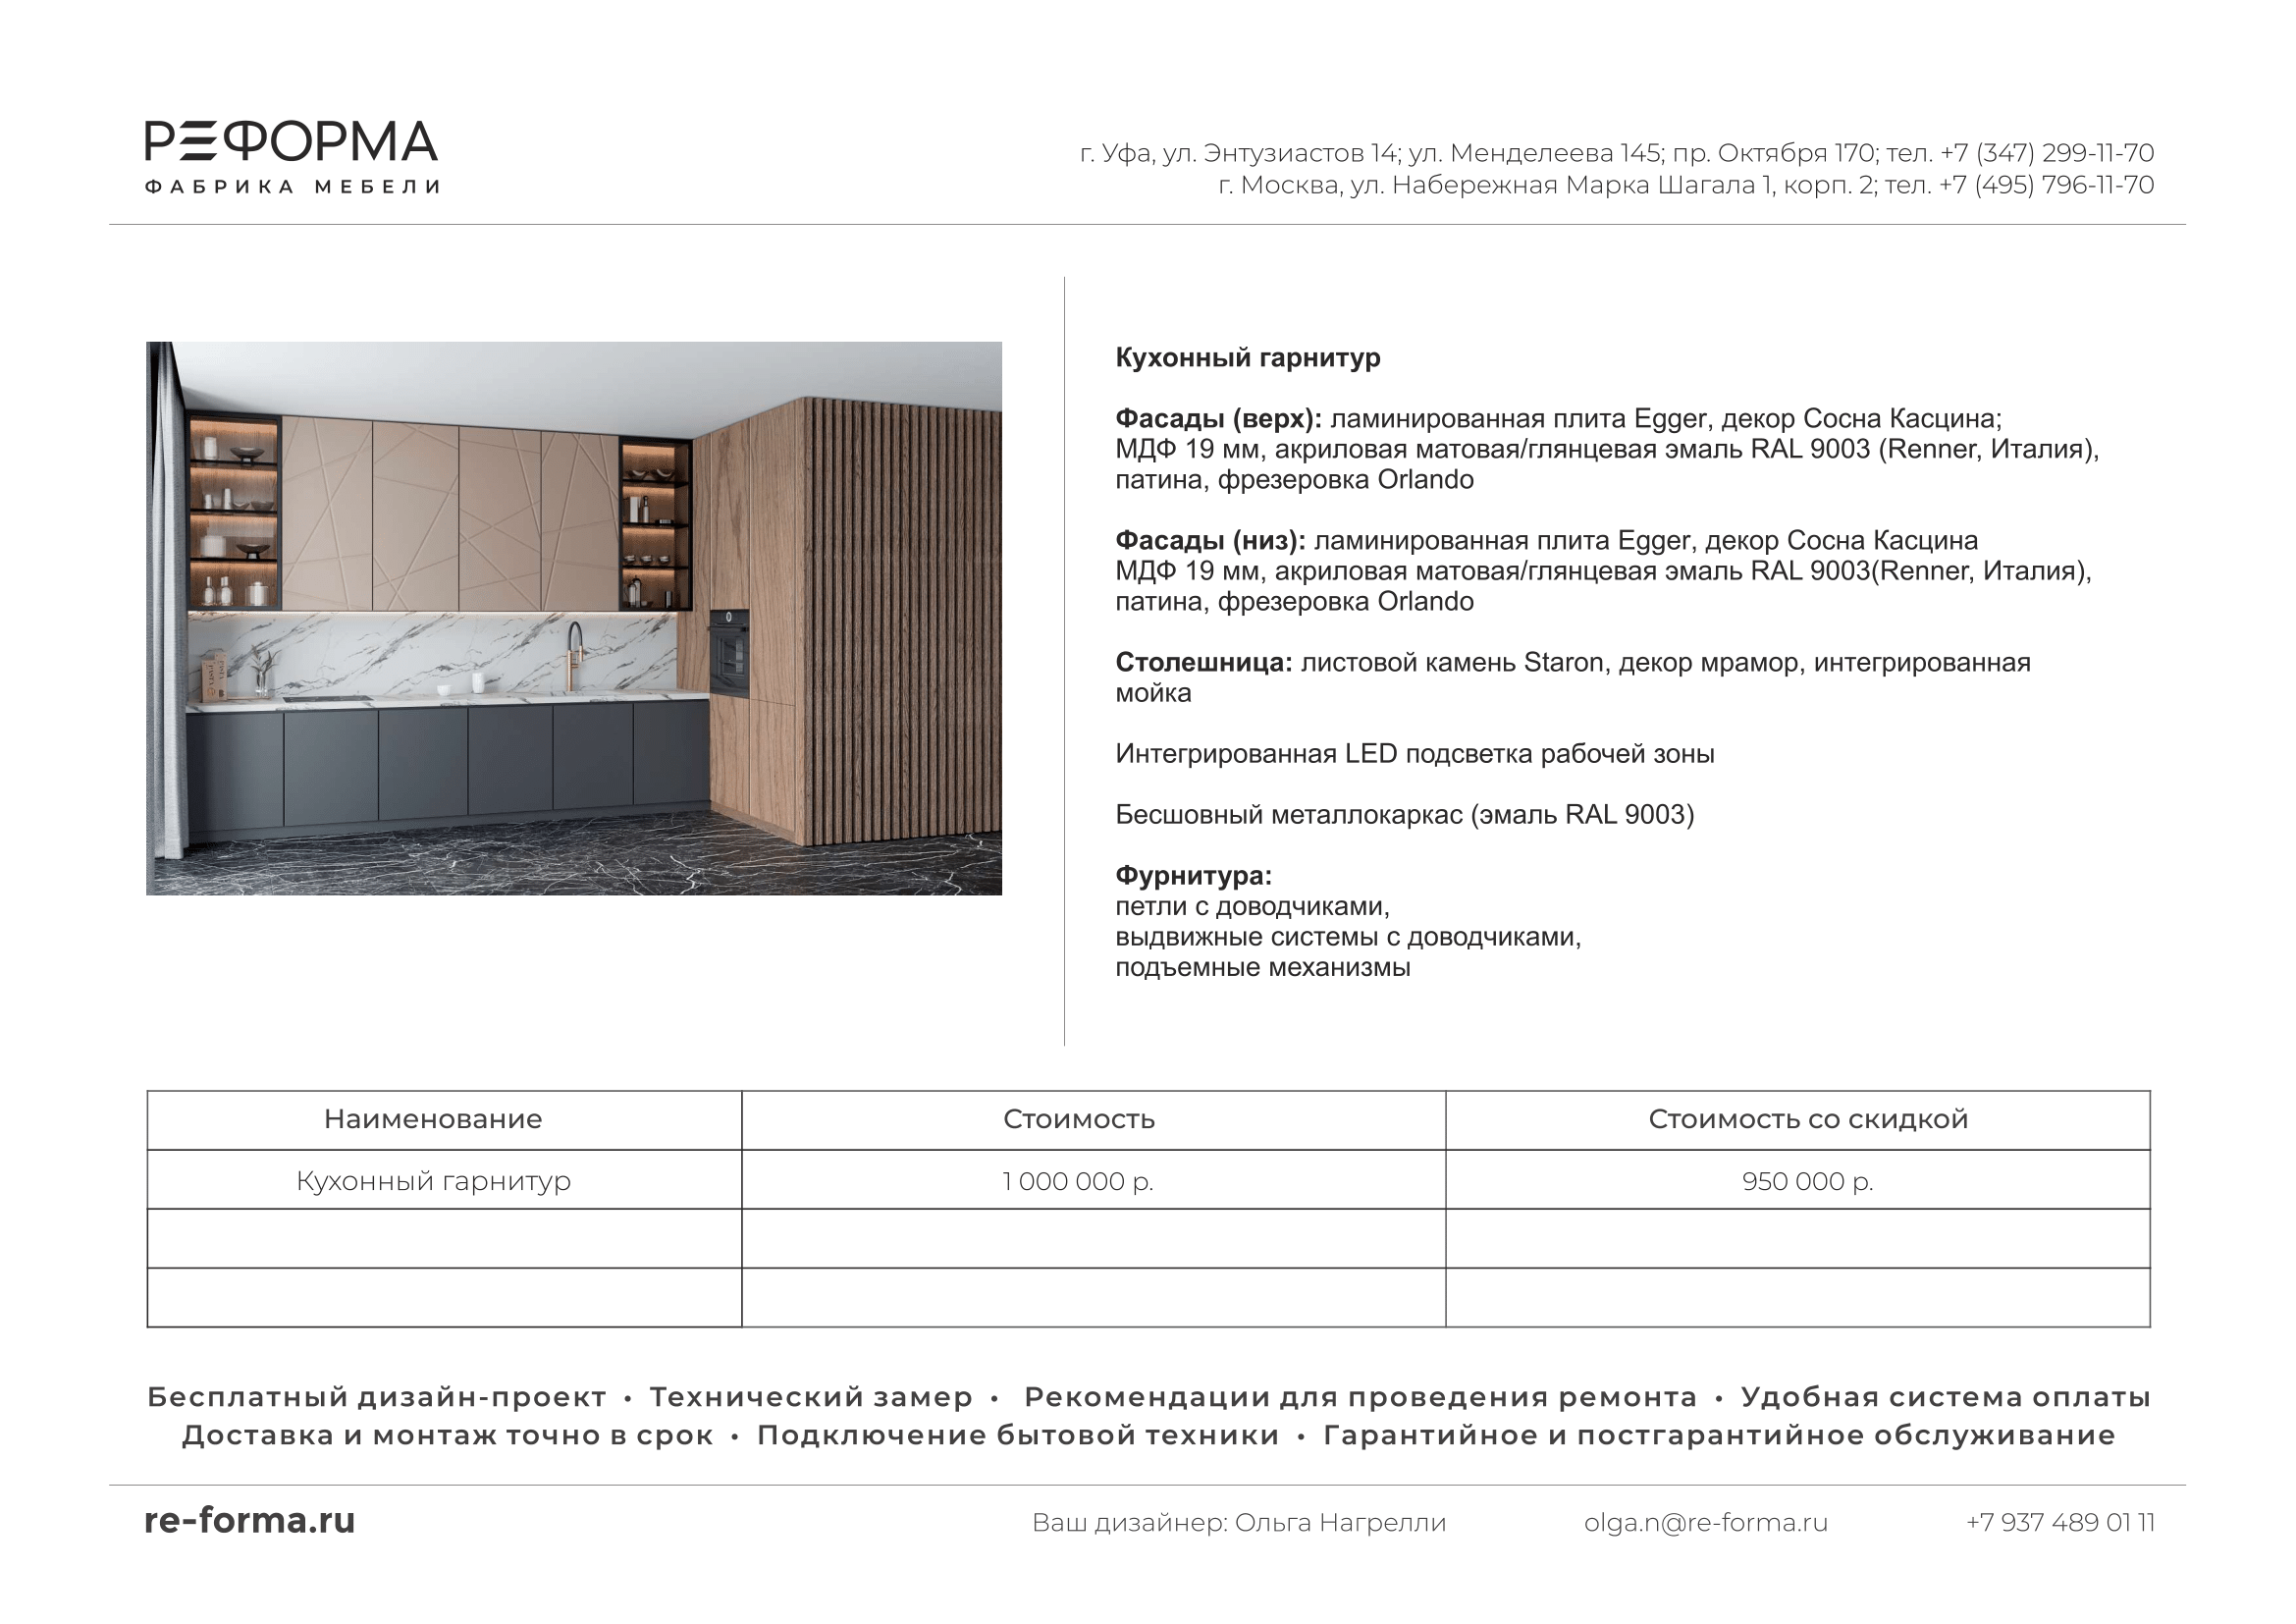 РЕФОРМА
ФАБРИКА МЕБЕЛИ
г. Уфа, ул. Энтузиастов 14; ул. Менделеева 145; пр. Октября 170; тел. +7 (347) 299-11-70
г. Москва, ул. Набережная Марка Шагала 1, корп. 2; тел. +7 (495) 796-11-70
Кухонный гарнитур
Фасады (верх): ламинированная плита Egger, декор Сосна Касцина;
МДФ 19 мм, акриловая матовая/глянцевая эмаль RAL 9003 (Renner, Италия),
патина, фрезеровка Orlando
Фасады (низ): ламинированная плита Egger, декор Сосна Касцина
МДФ 19 мм, акриловая матовая/глянцевая эмаль RAL 9003(Renner, Италия),
патина, фрезеровка Orlando
Столешница: листовой камень Staron, декор мрамор, интегрированная
мойка
Интегрированная LED подсветка рабочей зоны
Бесшовный металлокаркас (эмаль RAL 9003)
Фурнитура:
петли с доводчиками,
выдвижные системы с доводчиками,
подъемные механизмы
Наименование Стоимость Стоимость со скидкой
Кухонный гарнитур 1 000 000 р. 950 000 р.
Бесплатный дизайн-проект • Технический замер • Рекомендации для проведения ремонта • Удобная система оплаты
Доставка и монтаж точно в срок • Подключение бытовой техники • Гарантийное и постгарантийное обслуживание
re-forma.ru Ваш дизайнер: Ольга Нагрелли olga.n@re-forma.ru +7 937 489 01 11